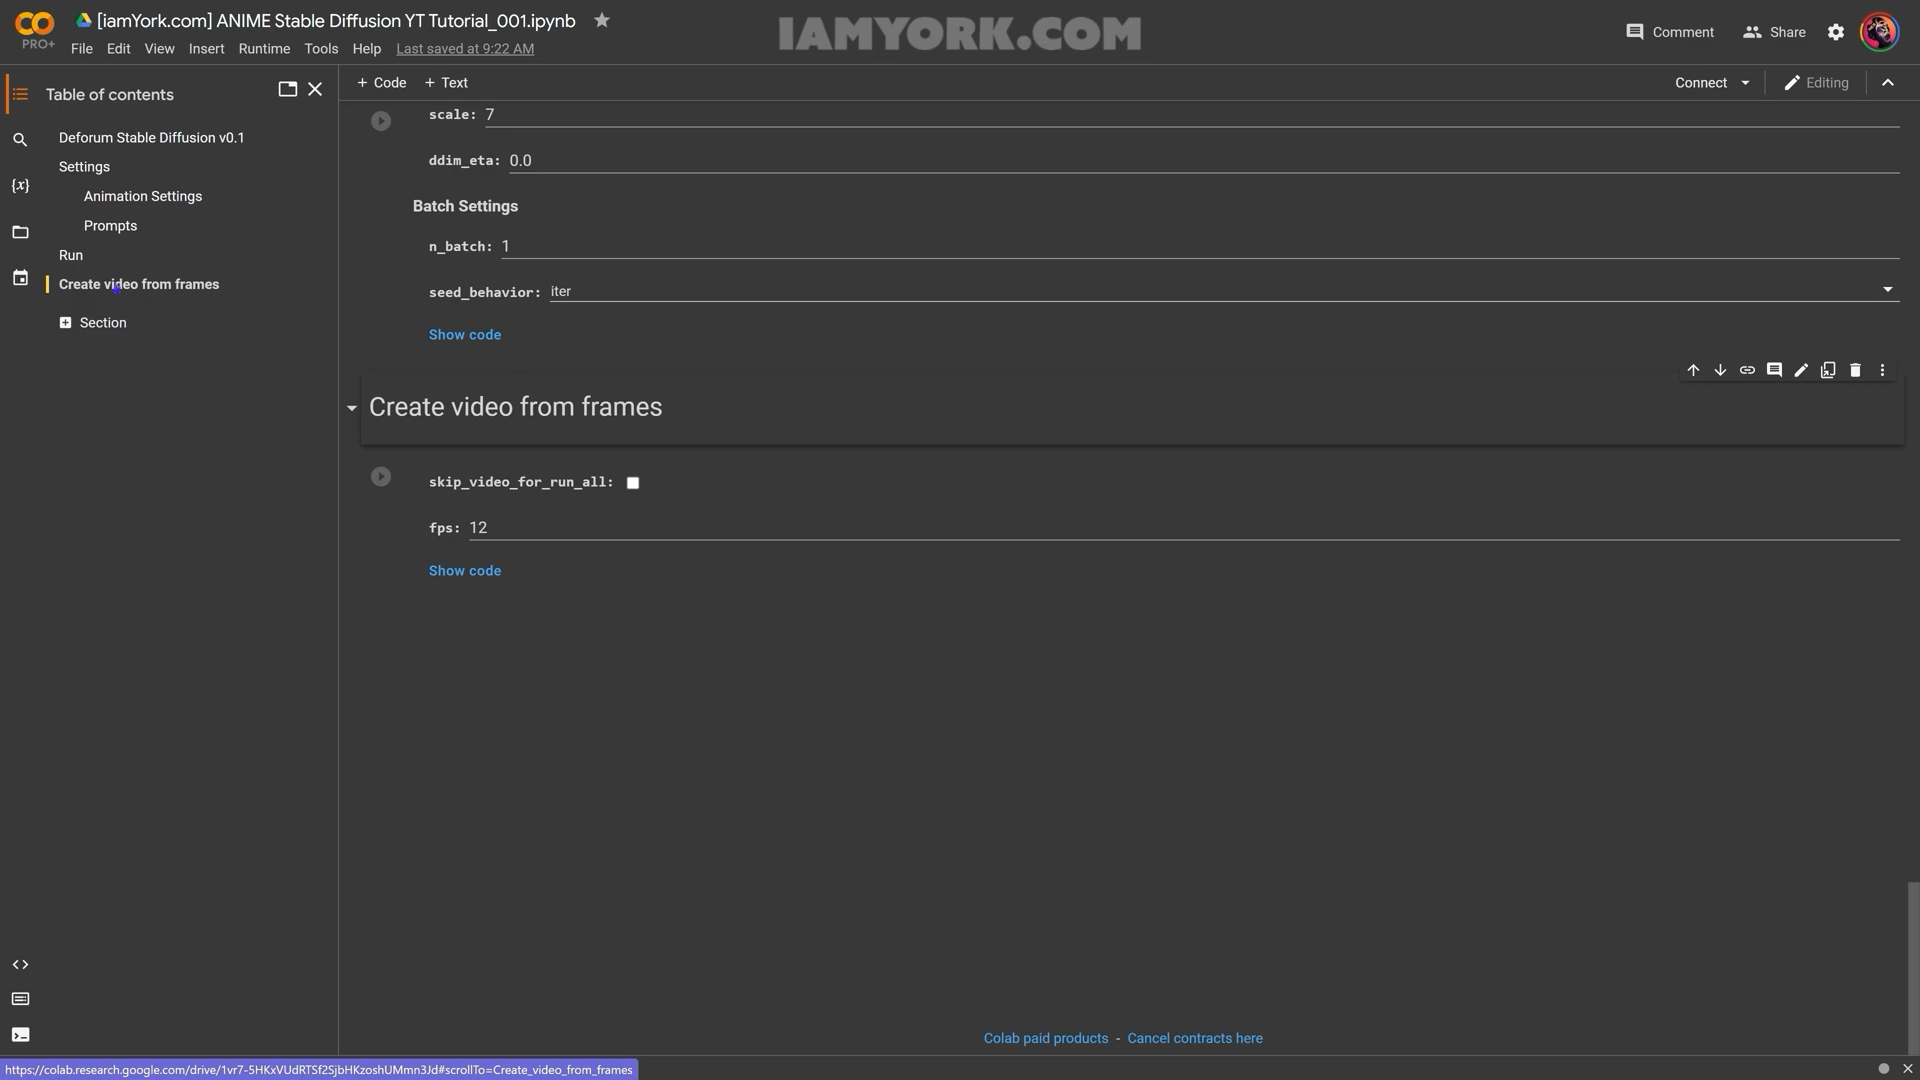 [iamYork.com] ANIME Stable Diffusion YT Tutorial_001.ipynb
PRO+
File Edit View Insert Runtime Tools Help Last saved at 9:22 AM
IAMYORK.COM
Comment Share
Table of contents
+ Code + Text
Connect Editing
Deforum Stable Diffusion v0.1
Settings
Animation Settings
Prompts
Run
Create video from frames
Section
{x}
scale: 7
ddim_eta: 0.0
Batch Settings
n_batch: 1
seed_behavior: iter
Show code
Create video from frames
skip_video_for_run_all:
fps: 12
Show code
Colab paid products - Cancel contracts here
https://colab.research.google.com/drive/1vr7-5HKxVUdRTSf2SjbHKzoshUMmn3Jd#scrollTo=Create_video_from_frames